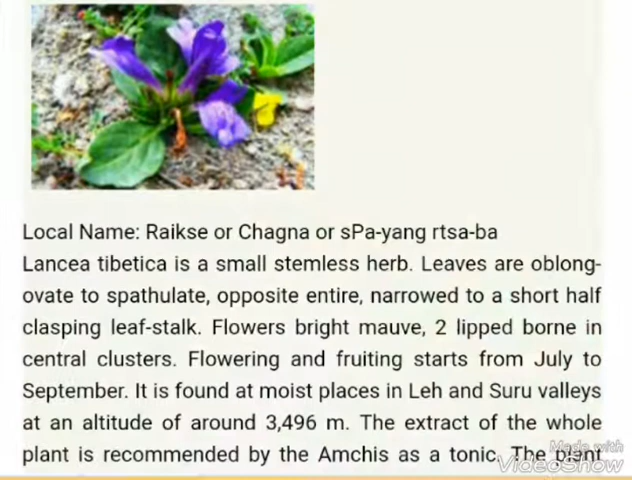 Local Name: Raikse or Chagna or sPa-yang rtsa-ba
Lancea tibetica is a small stemless herb. Leaves are oblong-
ovate to spathulate, opposite entire, narrowed to a short half
clasping leaf-stalk. Flowers bright mauve, 2 lipped borne in
central clusters. Flowering and fruiting starts from July to
September. It is found at moist places in Leh and Suru valleys
at an altitude of around 3,496 m. The extract of the whole
plant is recommended by the Amchis as a tonic. The plant
Made with
VideoShow